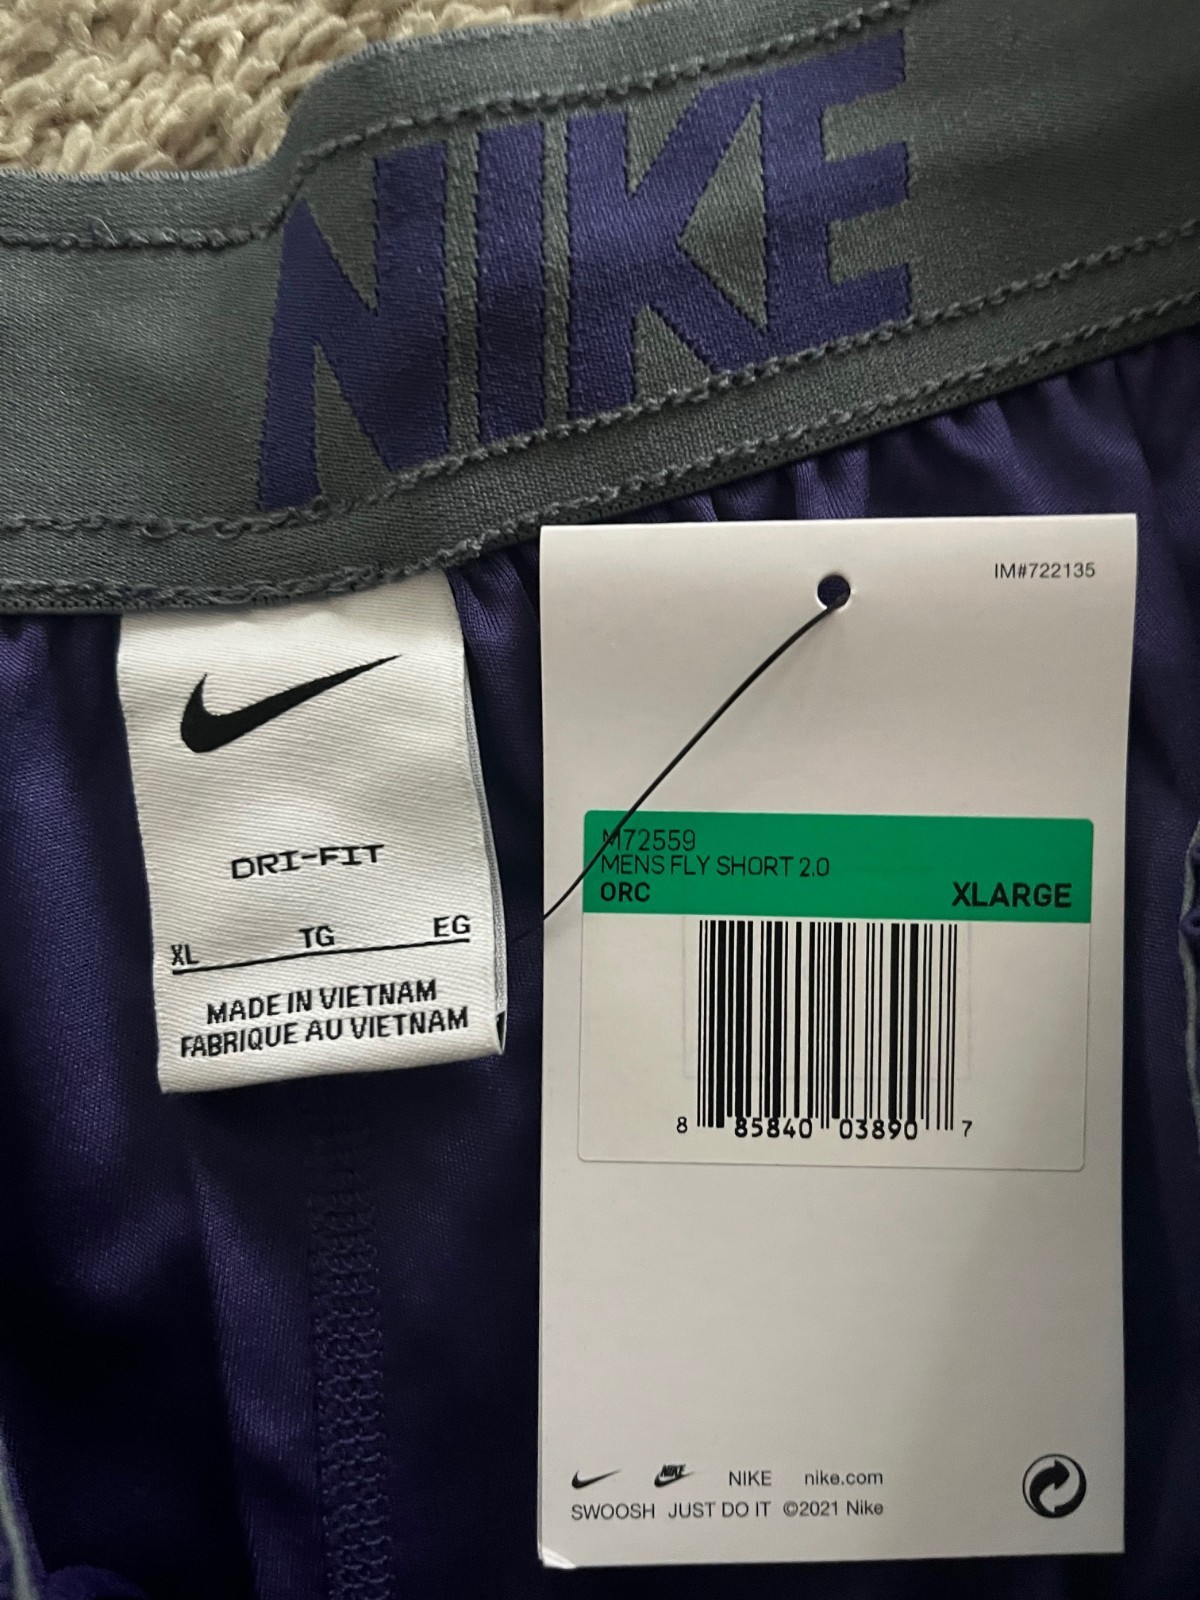 NIKE
DRI-FIT
XL TG EG
MADE IN VIETNAM
FABRIQUE AU VIETNAM
IM#722135
M72559
MENS FLY SHORT 2.0
ORC XLARGE
8 85840 03890 7
NIKE NIKE nike.com
SWOOSH JUST DO IT ©2021 Nike